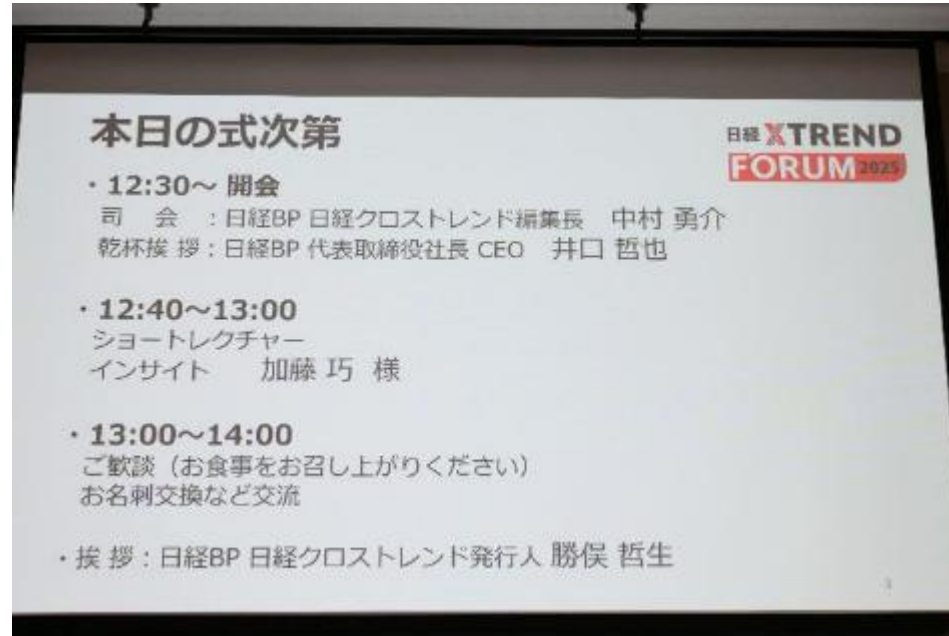 本日の式次第
日経 XTREND
FORUM 2025
・12:30～ 開会
司 会 ：日経BP 日経クロストレンド編集長 中村 勇介
乾杯挨 拶：日経BP 代表取締役社長 CEO 井口 哲也
・12:40～13:00
ショートレクチャー
インサイト 加藤 巧 様
・13:00～14:00
ご歓談（お食事をお召し上がりください）
お名刺交換など交流
・挨 拶：日経BP 日経クロストレンド発行人 勝俣 哲生